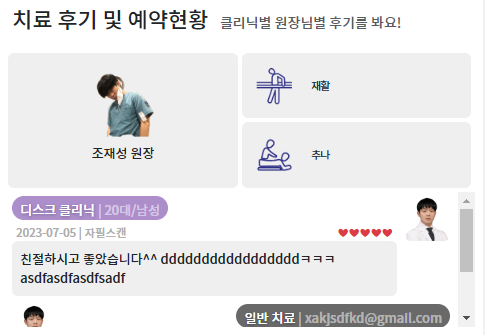 치료 후기 및 예약현황 클리닉별 원장님별 후기를 봐요!
조재성 원장
재활
추나
디스크 클리닉 | 20대/남성
2023-07-05 | 자필스캔
친절하시고 좋았습니다^^ ddddddddddddddddddㅋㅋㅋ
asdfasdfasdfsadf
일반 치료 | xakjsdfkd@gmail.com